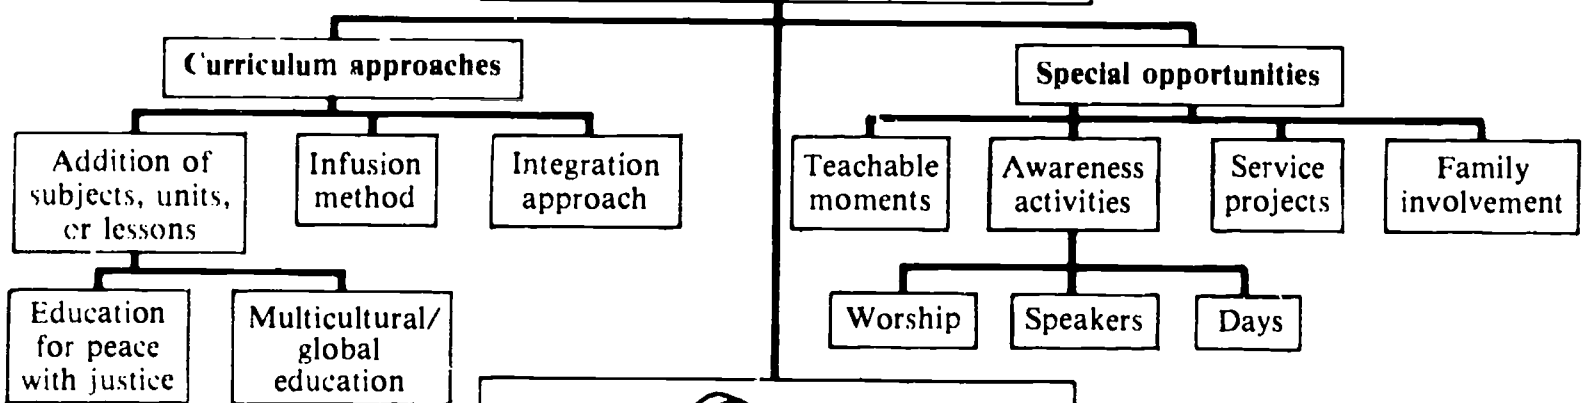 Curriculum approaches
Special opportunities
Addition of
subjects, units,
or lessons
Infusion
method
Integration
approach
Teachable
moments
Awareness
activities
Service
projects
Family
involvement
Education
for peace
with justice
Multicultural/
global
education
Worship
Speakers
Days